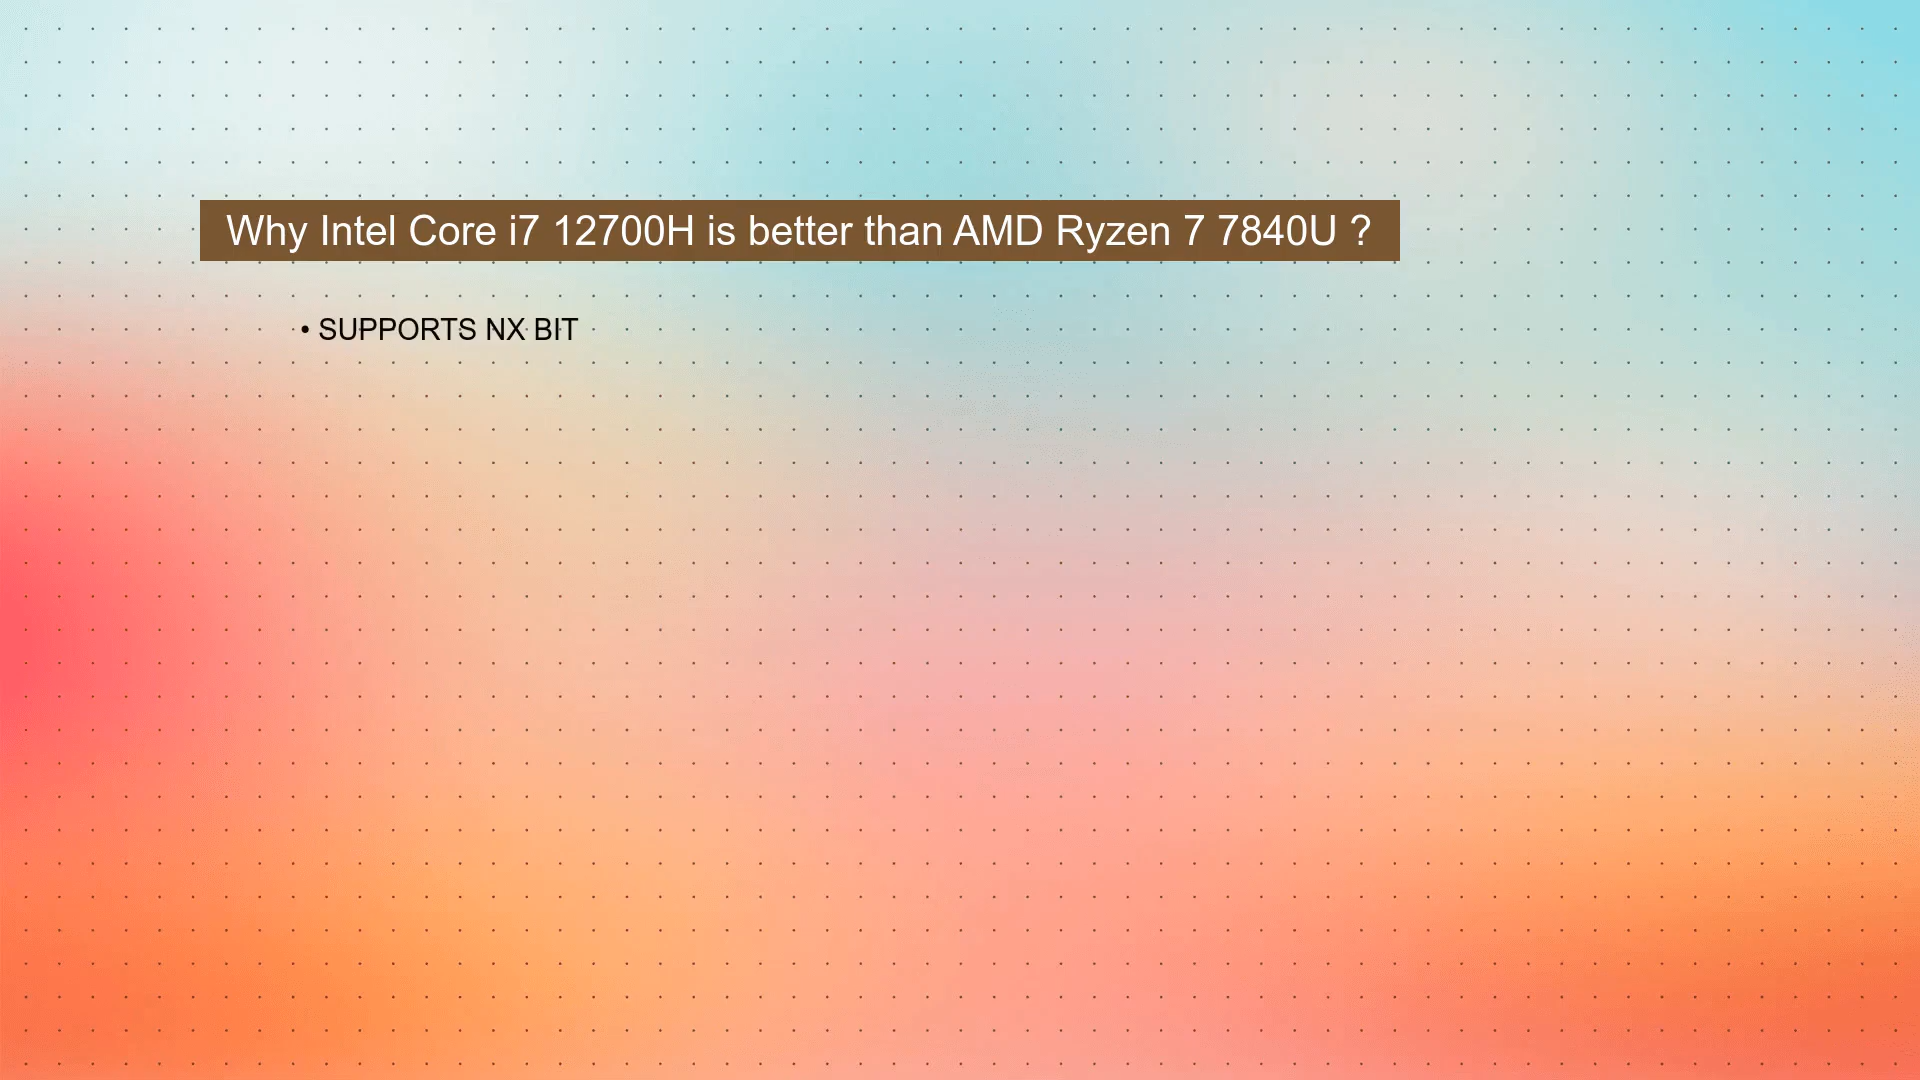 Why Intel Core i7 12700H is better than AMD Ryzen 7 7840U ?
• SUPPORTS NX BIT